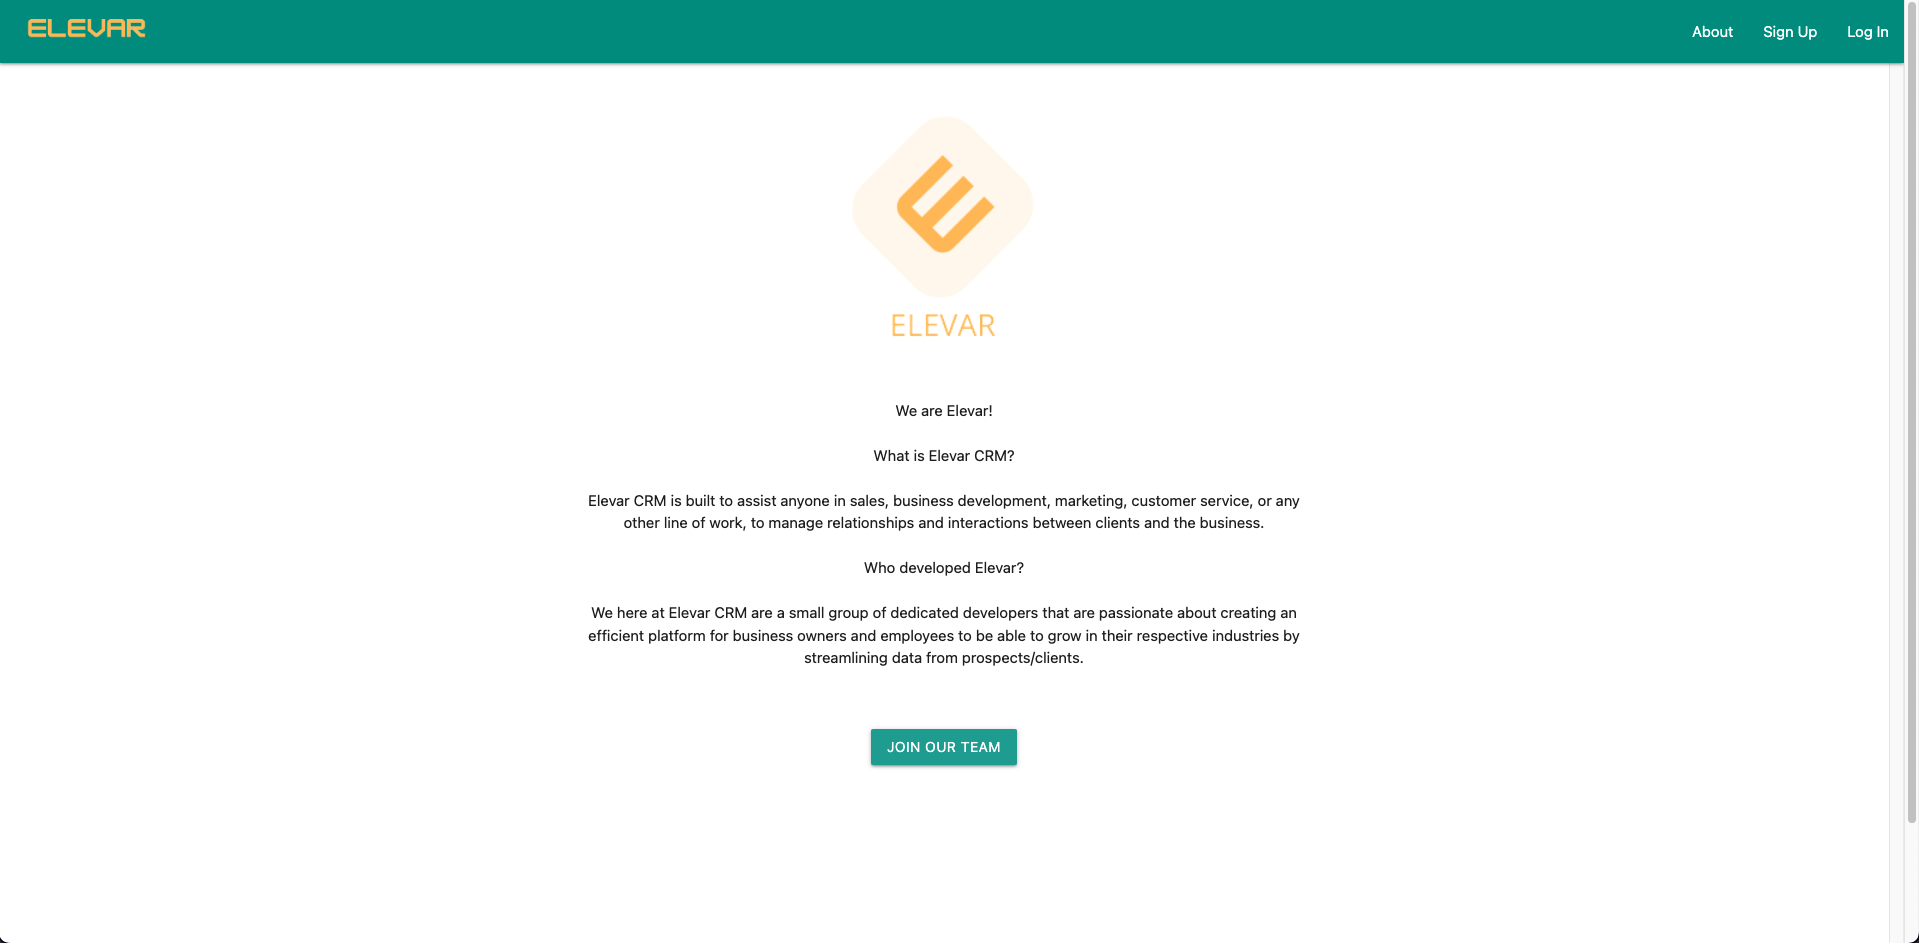 ELEVAR
About
Sign Up
Log In
ELEVAR
We are Elevar!
What is Elevar CRM?
Elevar CRM is built to assist anyone in sales, business development, marketing, customer service, or any
other line of work, to manage relationships and interactions between clients and the business.
Who developed Elevar?
We here at Elevar CRM are a small group of dedicated developers that are passionate about creating an
efficient platform for business owners and employees to be able to grow in their respective industries by
streamlining data from prospects/clients.
JOIN OUR TEAM